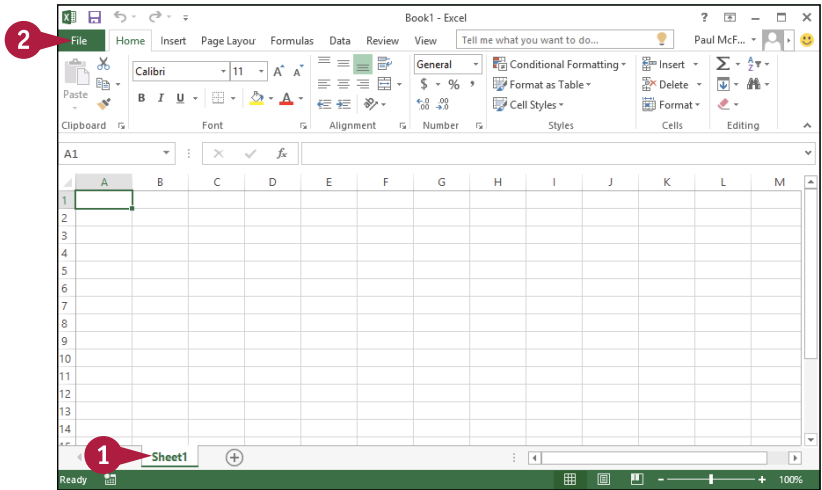 Book1 - Excel ?
2
File Home Insert Page Layout Formulas Data Review View Tell me what you want to do... Paul McF...
Paste Calibri 11 A A General Conditional Formatting Insert Σ
B I U A $ % , Format as Table Delete
Cell Styles Format
Clipboard Font Alignment Number Styles Cells Editing
A1 fx
A B C D E F G H I J K L M
1
2
3
4
5
6
7
8
9
10
11
12
13
14
1 Sheet1
Ready 100%